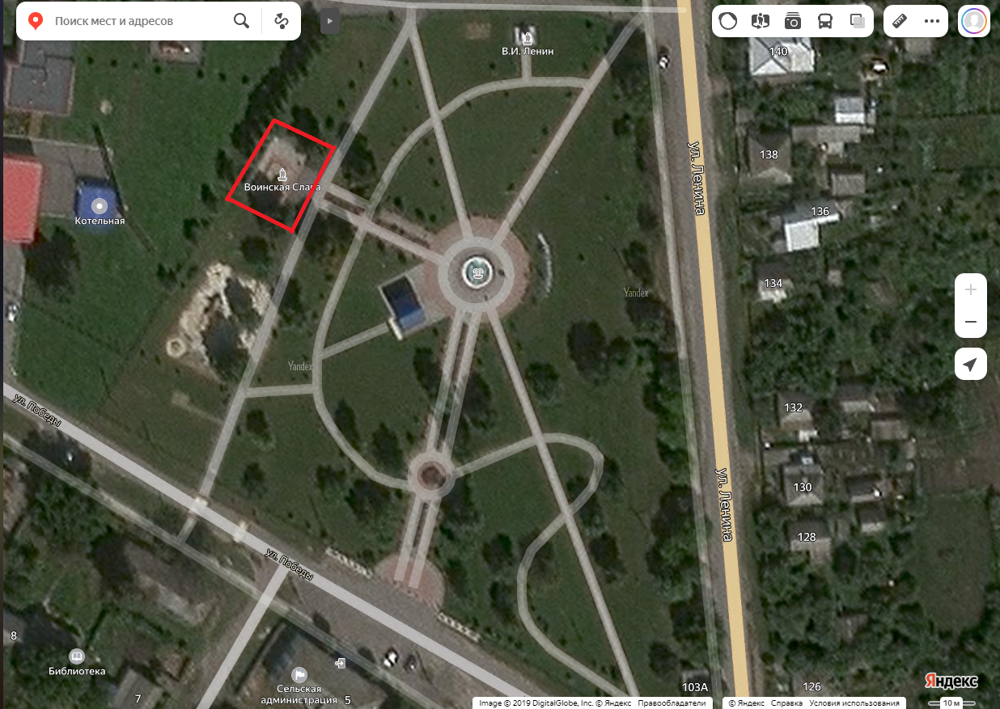 Поиск мест и адресов
В.И. Ленин
140
ул. Ленина
138
Воинская Слава
136
Котельная
134
Yandex
Yandex
ул. Победы
132
ул. Ленина
130
128
ул. Победы
8
Библиотека
Сельская
администрация
5
7
103А
126
Яндекс
Image © 2019 DigitalGlobe, Inc. © Яндекс Правообладатели
© Яндекс Справка Условия использования
10 м